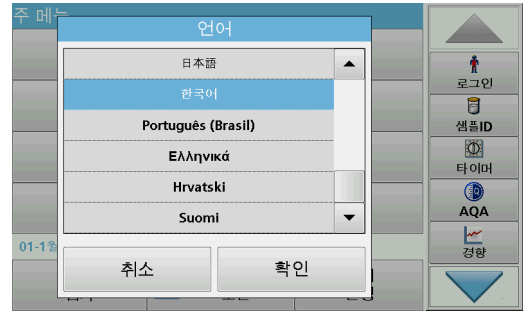 주 메뉴
언어
日本語
한국어
Português (Brasil)
Ελληνικά
Hrvatski
Suomi
취소
확인
01-1월
로그인
샘플ID
타이머
AQA
경향